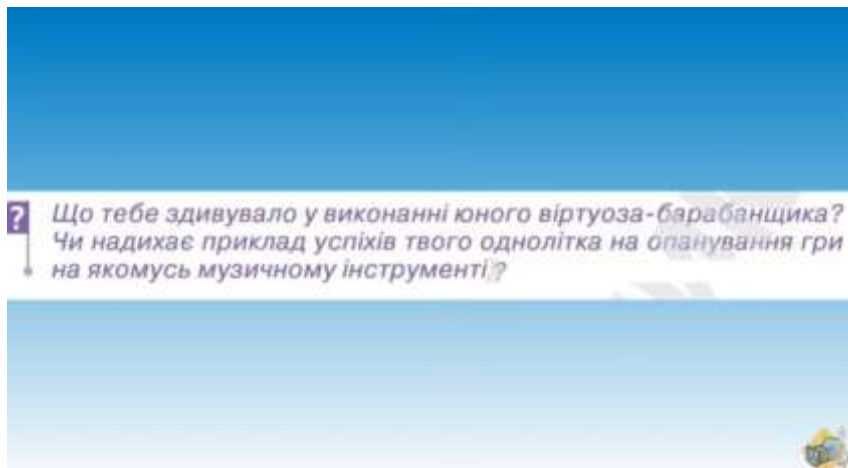 ?
Що тебе здивувало у виконанні юного віртуоза-барабанщика?
Чи надихає приклад успіхів твого однолітка на опанування гри
на якомусь музичному інструменті?